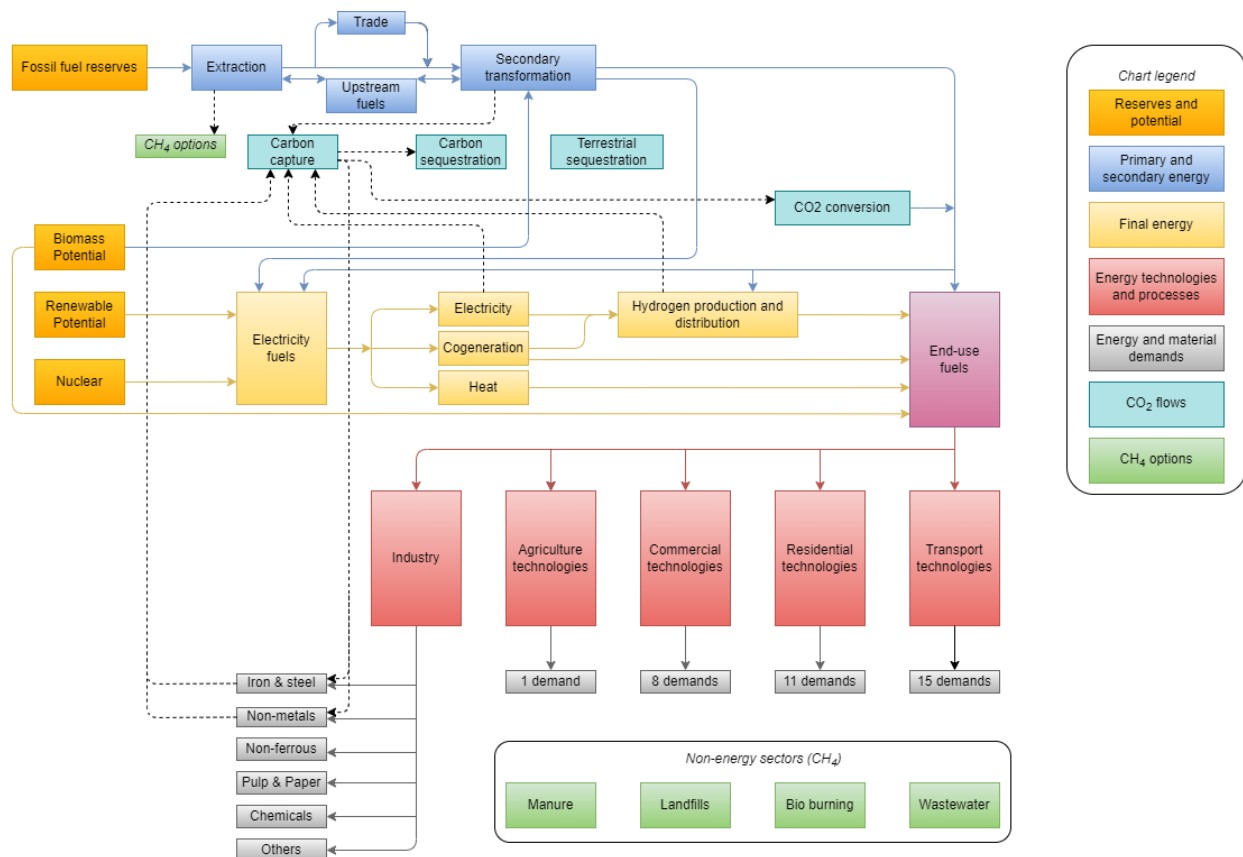 Trade
Fossil fuel reserves
Extraction
Secondary
transformation
Upstream
fuels
CH4 options
Carbon
capture
Carbon
sequestration
Terrestrial
sequestration
CO2 conversion
Biomass
Potential
Renewable
Potential
Nuclear
Electricity
fuels
Electricity
Cogeneration
Heat
Hydrogen production and
distribution
End-use
fuels
Industry
Agriculture
technologies
Commercial
technologies
Residential
technologies
Transport
technologies
1 demand
8 demands
11 demands
15 demands
Iron & steel
Non-metals
Non-ferrous
Pulp & Paper
Chemicals
Others
Non-energy sectors (CH4)
Manure
Landfills
Bio burning
Wastewater
Chart legend
Reserves and
potential
Primary and
secondary energy
Final energy
Energy technologies
and processes
Energy and material
demands
CO2 flows
CH4 options